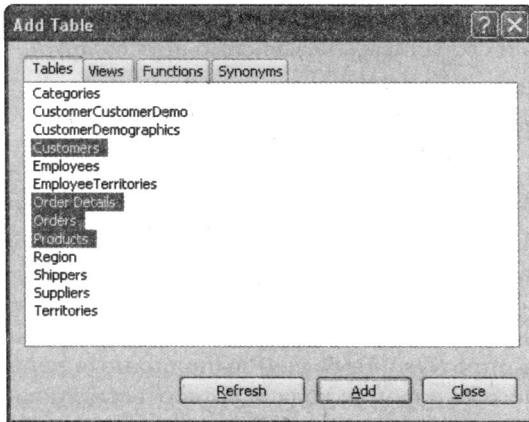 Add Table
Tables Views Functions Synonyms
Categories
CustomerCustomerDemo
CustomerDemographics
Customers
Employees
EmployeeTerritories
Order Details
Orders
Products
Region
Shippers
Suppliers
Territories
Refresh Add Close